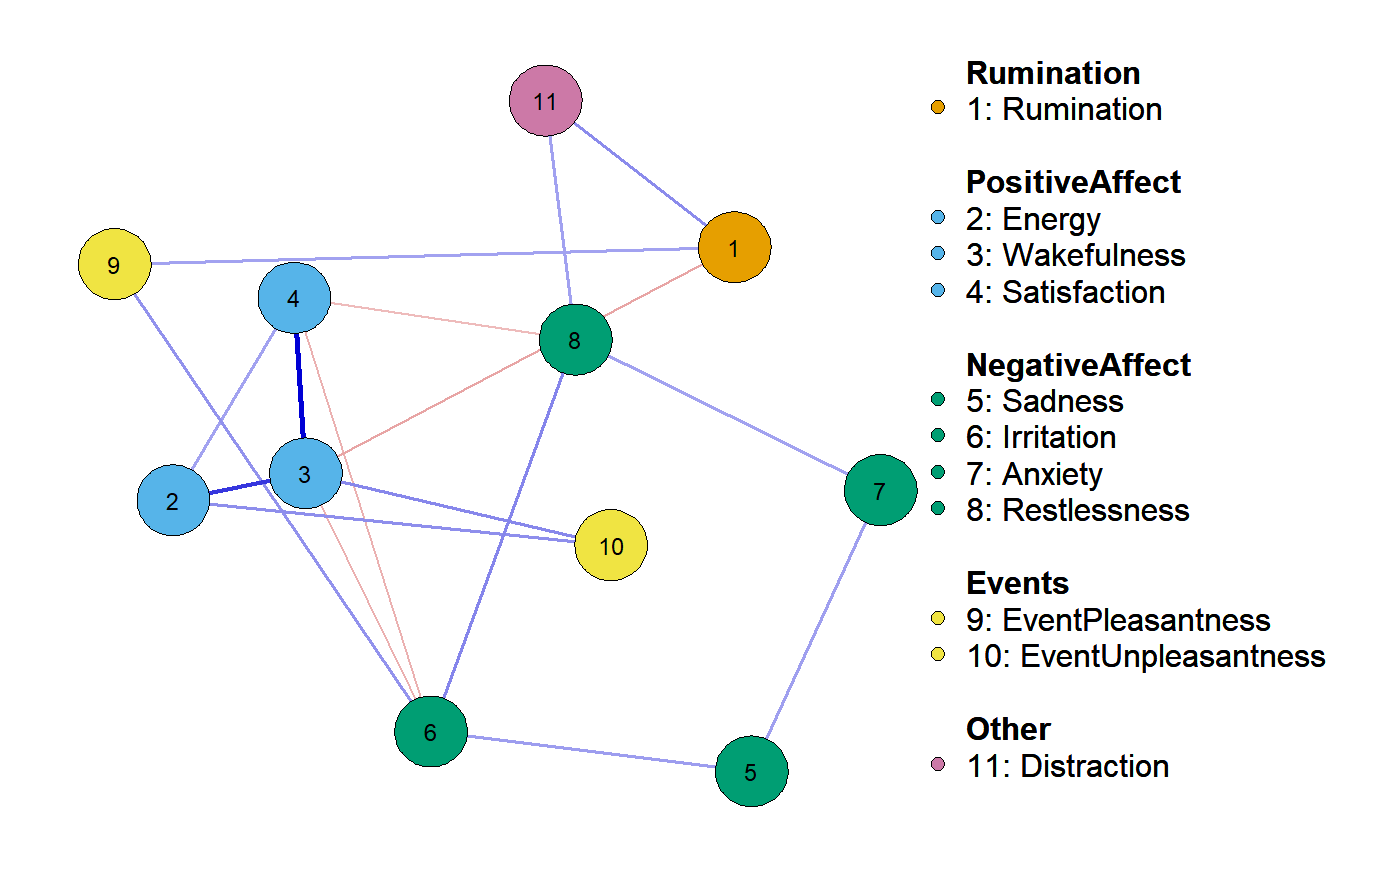 11
1
9
4
8
3
2
7
10
6
5
Rumination
1: Rumination
PositiveAffect
2: Energy
3: Wakefulness
4: Satisfaction
NegativeAffect
5: Sadness
6: Irritation
7: Anxiety
8: Restlessness
Events
9: EventPleasantness
10: EventUnpleasantness
Other
11: Distraction